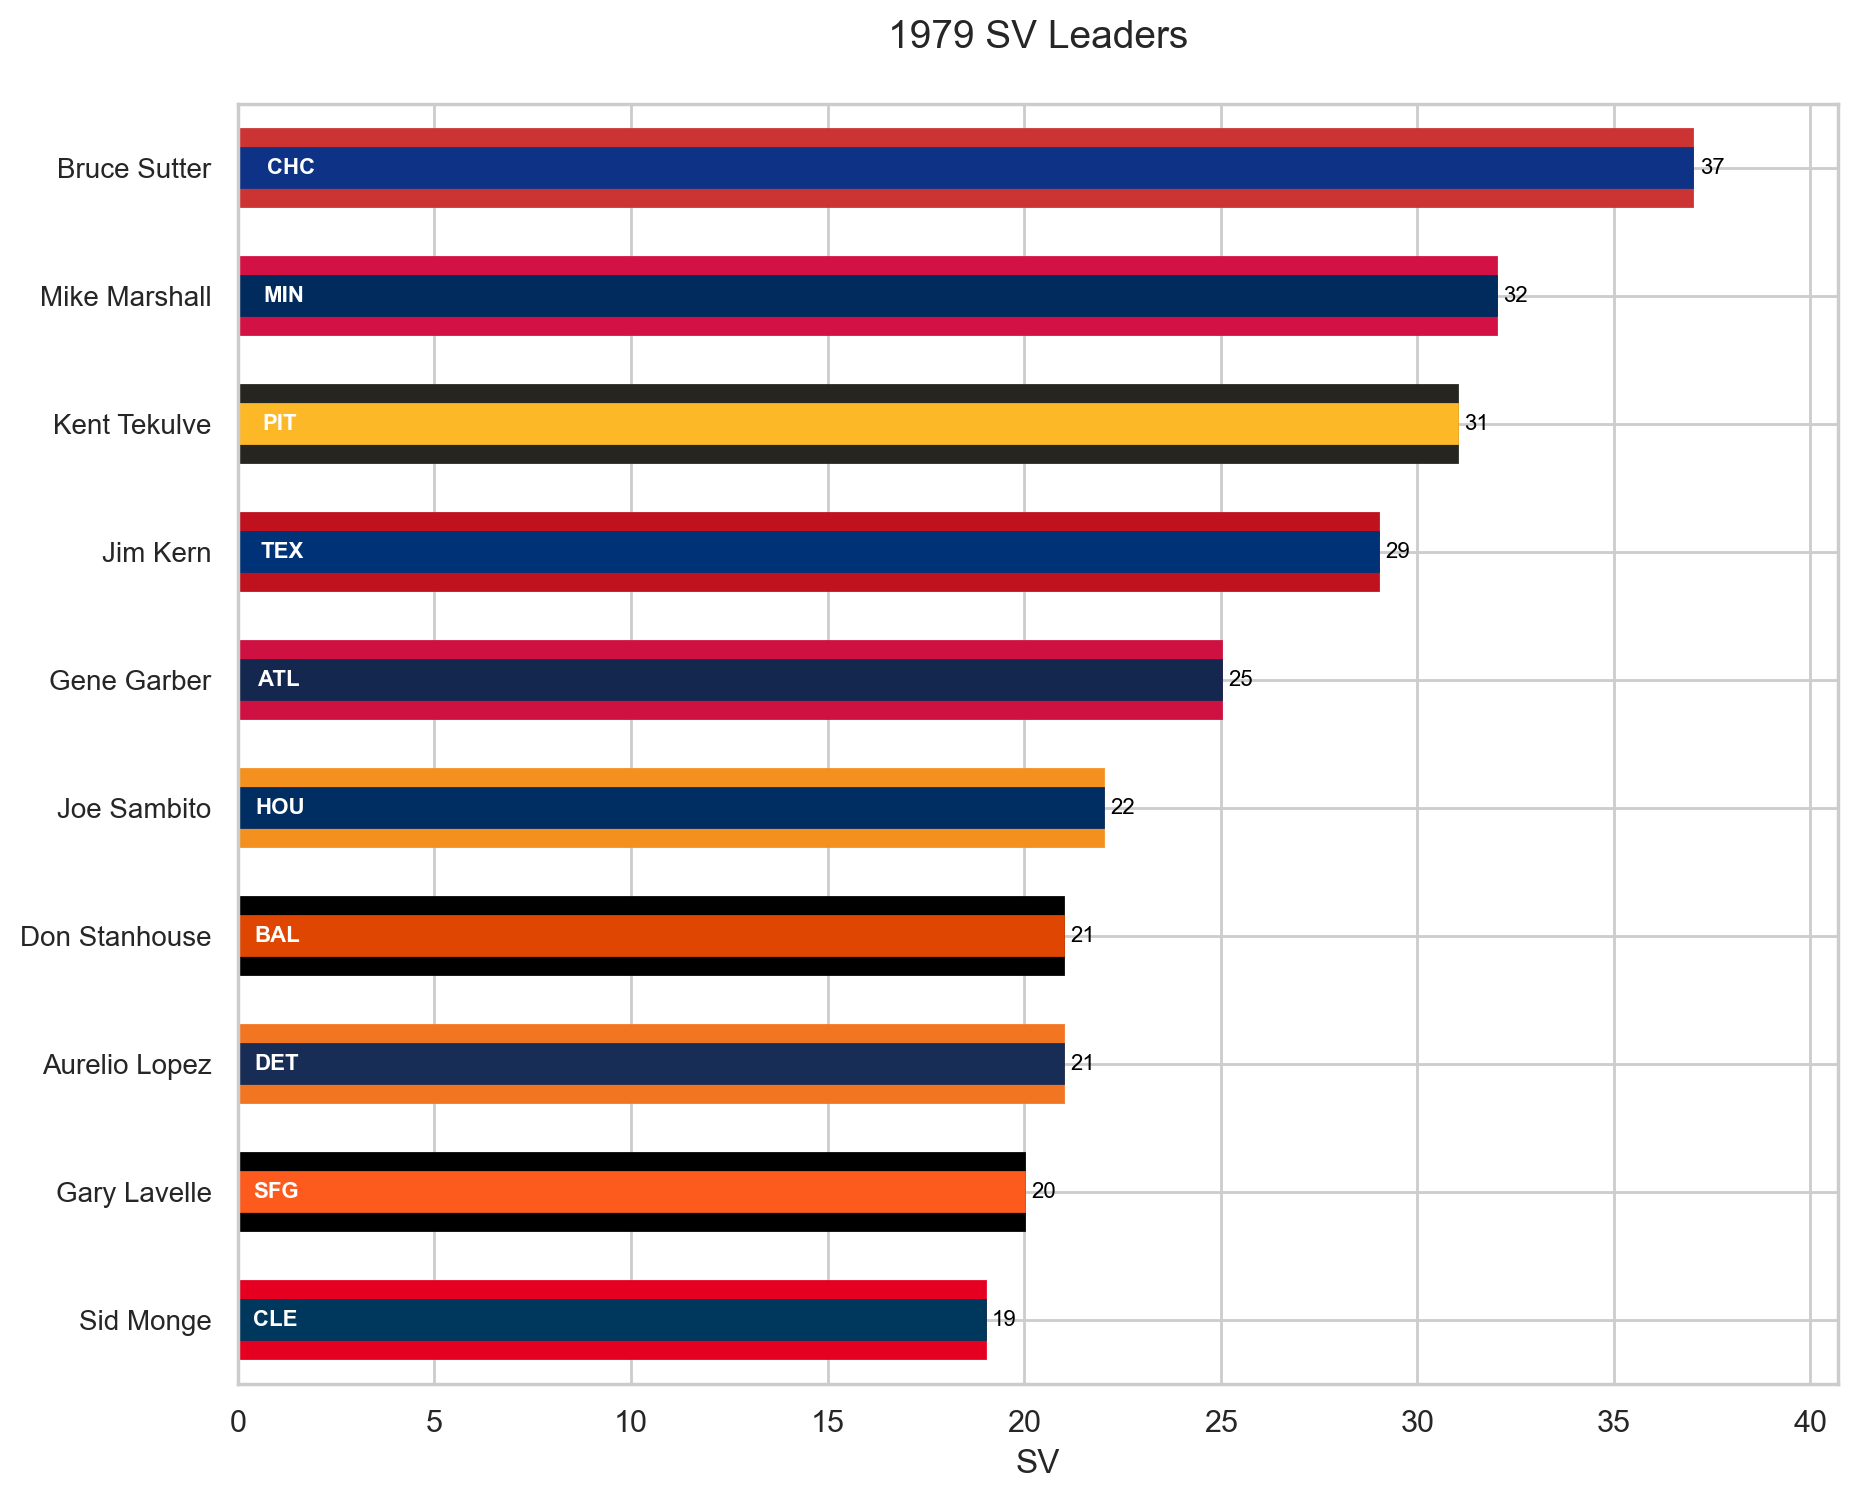 1979 SV Leaders
Bruce Sutter CHC 37
Mike Marshall MIN 32
Kent Tekulve PIT 31
Jim Kern TEX 29
Gene Garber ATL 25
Joe Sambito HOU 22
Don Stanhouse BAL 21
Aurelio Lopez DET 21
Gary Lavelle SFG 20
Sid Monge CLE 19
0 5 10 15 20 25 30 35 40
SV